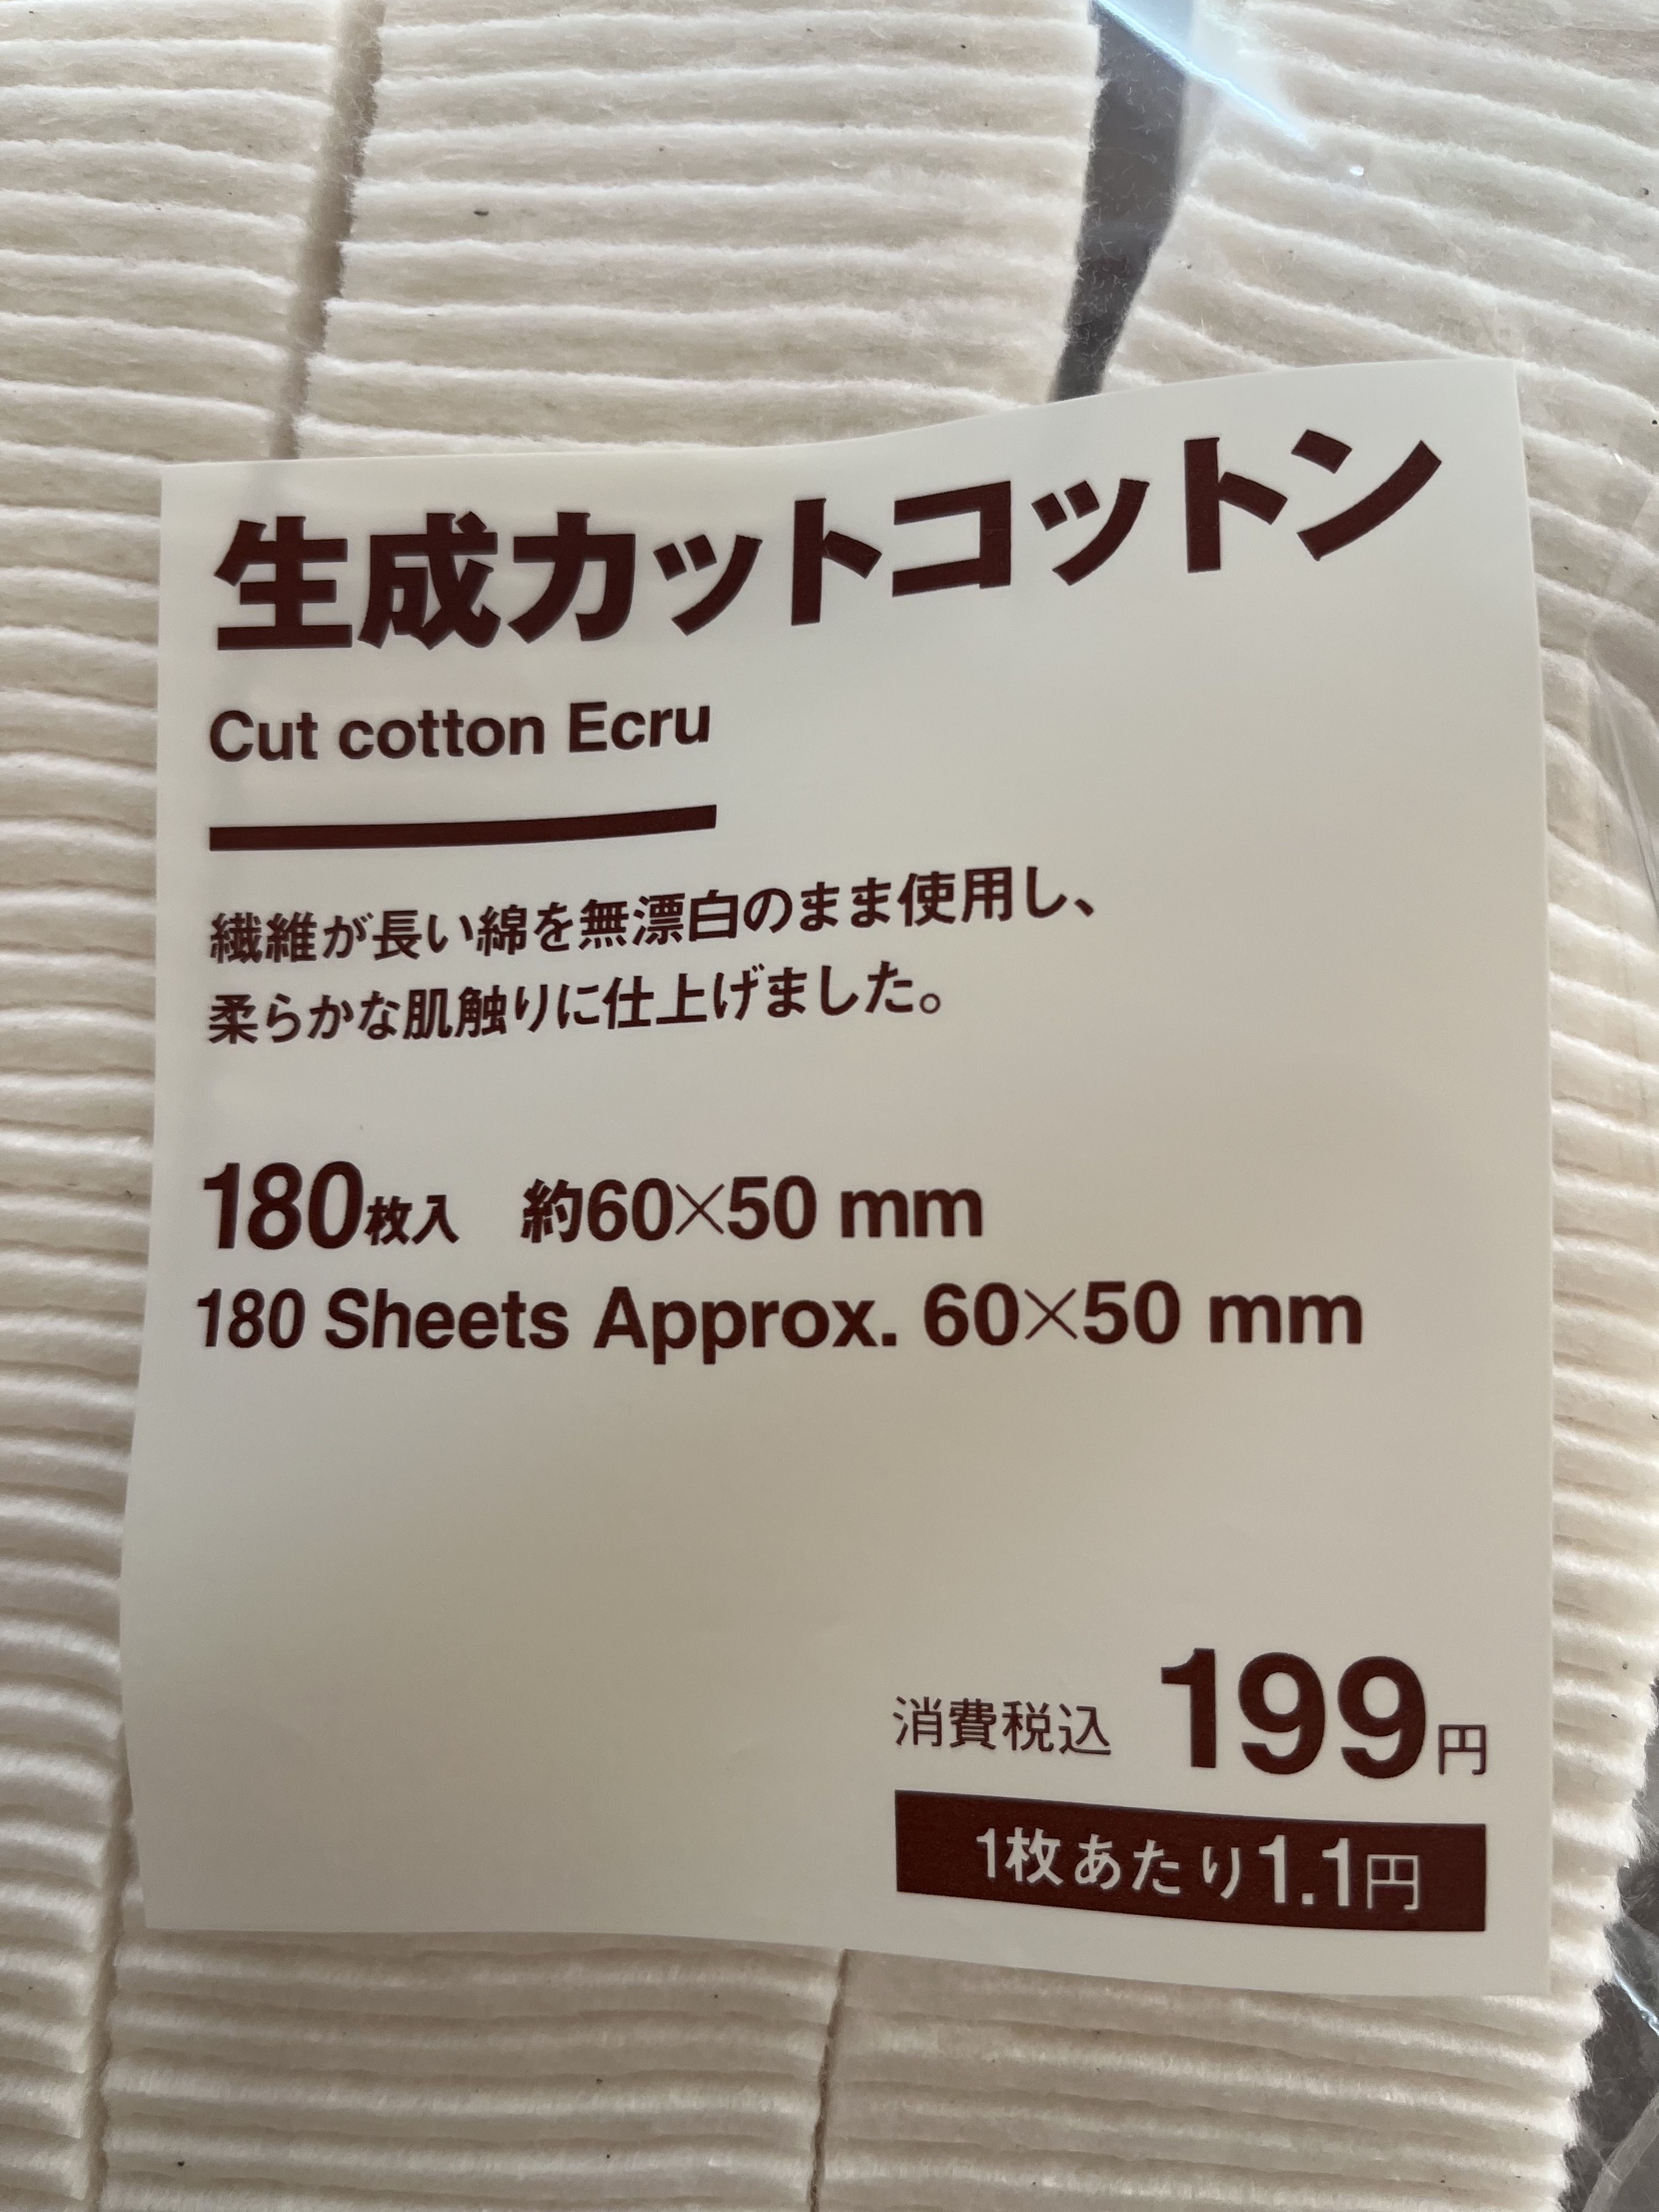 生成カットコットン
Cut cotton Ecru
繊維が長い綿を無漂白のまま使用し、
柔らかな肌触りに仕上げました。
180枚入　約60×50 mm
180 Sheets Approx. 60×50 mm
消費税込 199円
1枚あたり1.1円